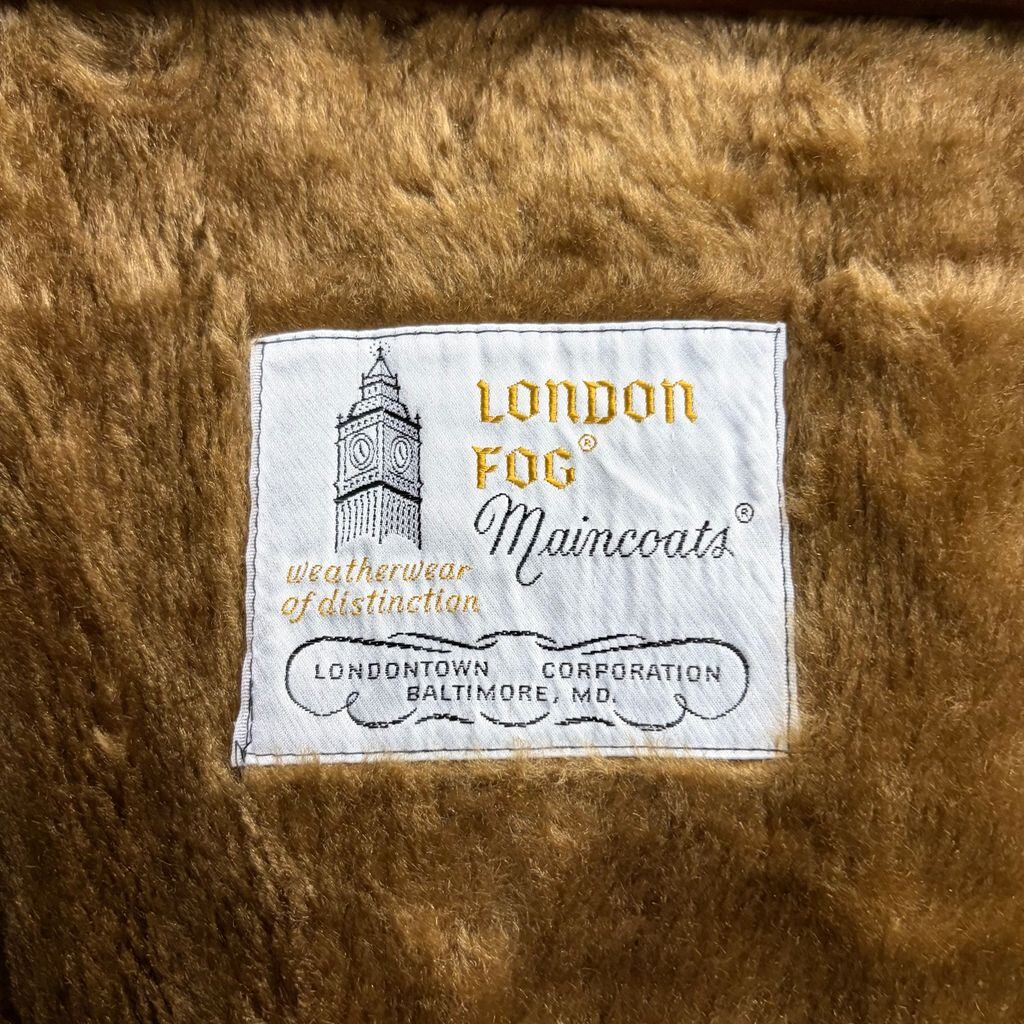 LONDON
FOG®
Maincoats®
weatherwear
of distinction
LONDONTOWN CORPORATION
BALTIMORE, MD.